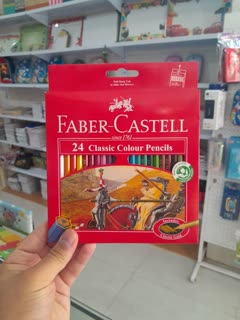 FABER-CASTELL
since 1761
24 Classic Colour Pencils